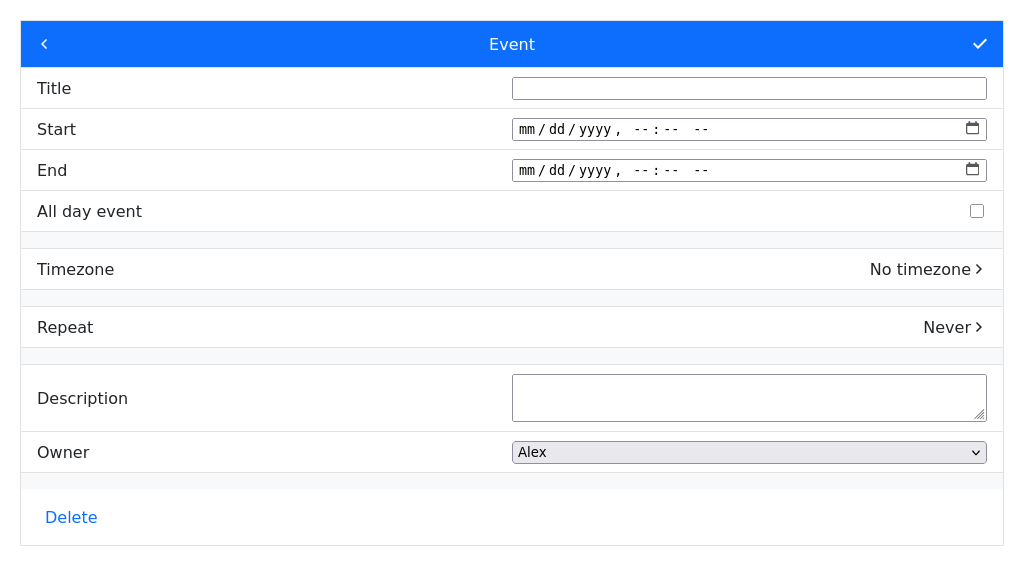 Event
Title
Start mm/dd/yyyy, --:-- --
End mm/dd/yyyy, --:-- --
All day event
Timezone No timezone
Repeat Never
Description
Owner Alex
Delete